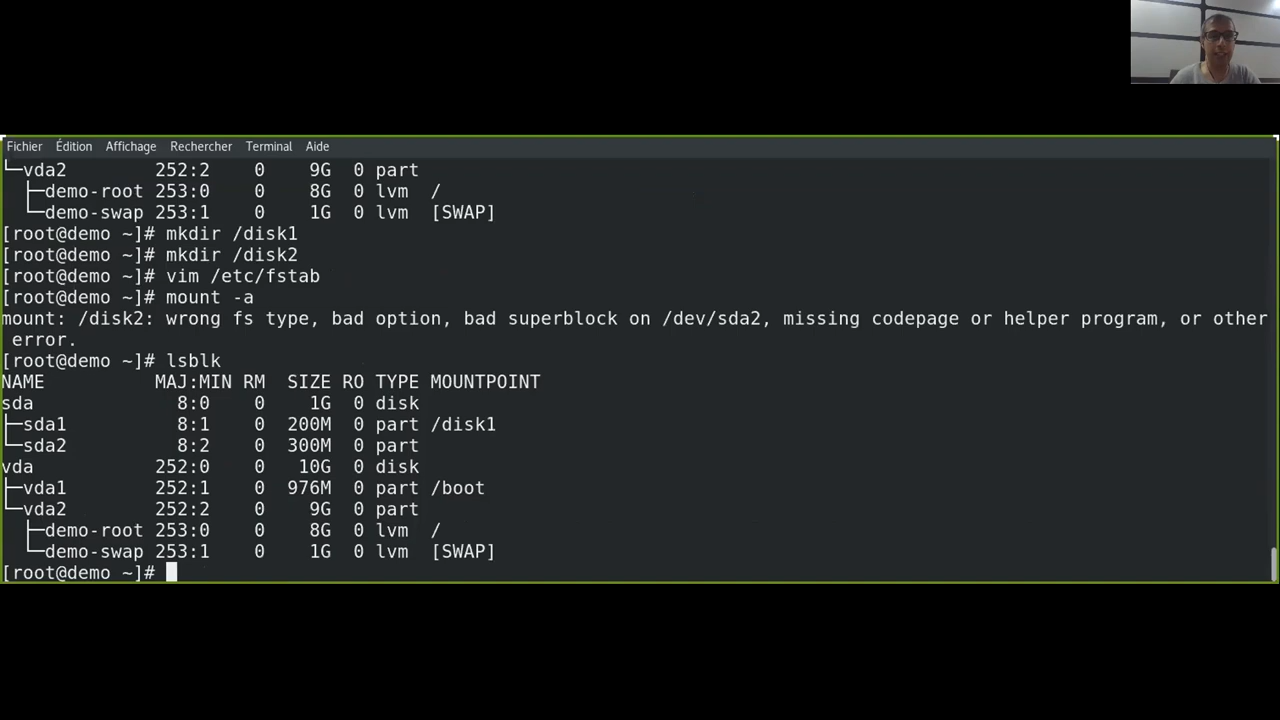 Fichier Édition Affichage Rechercher Terminal Aide
└─vda2 252:2 0 9G 0 part
├─demo-root 253:0 0 8G 0 lvm /
└─demo-swap 253:1 0 1G 0 lvm [SWAP]
[root@demo ~]# mkdir /disk1
[root@demo ~]# mkdir /disk2
[root@demo ~]# vim /etc/fstab
[root@demo ~]# mount -a
mount: /disk2: wrong fs type, bad option, bad superblock on /dev/sda2, missing codepage or helper program, or other
error.
[root@demo ~]# lsblk
NAME MAJ:MIN RM SIZE RO TYPE MOUNTPOINT
sda 8:0 0 1G 0 disk
├─sda1 8:1 0 200M 0 part /disk1
└─sda2 8:2 0 300M 0 part
vda 252:0 0 10G 0 disk
├─vda1 252:1 0 976M 0 part /boot
└─vda2 252:2 0 9G 0 part
├─demo-root 253:0 0 8G 0 lvm /
└─demo-swap 253:1 0 1G 0 lvm [SWAP]
[root@demo ~]#